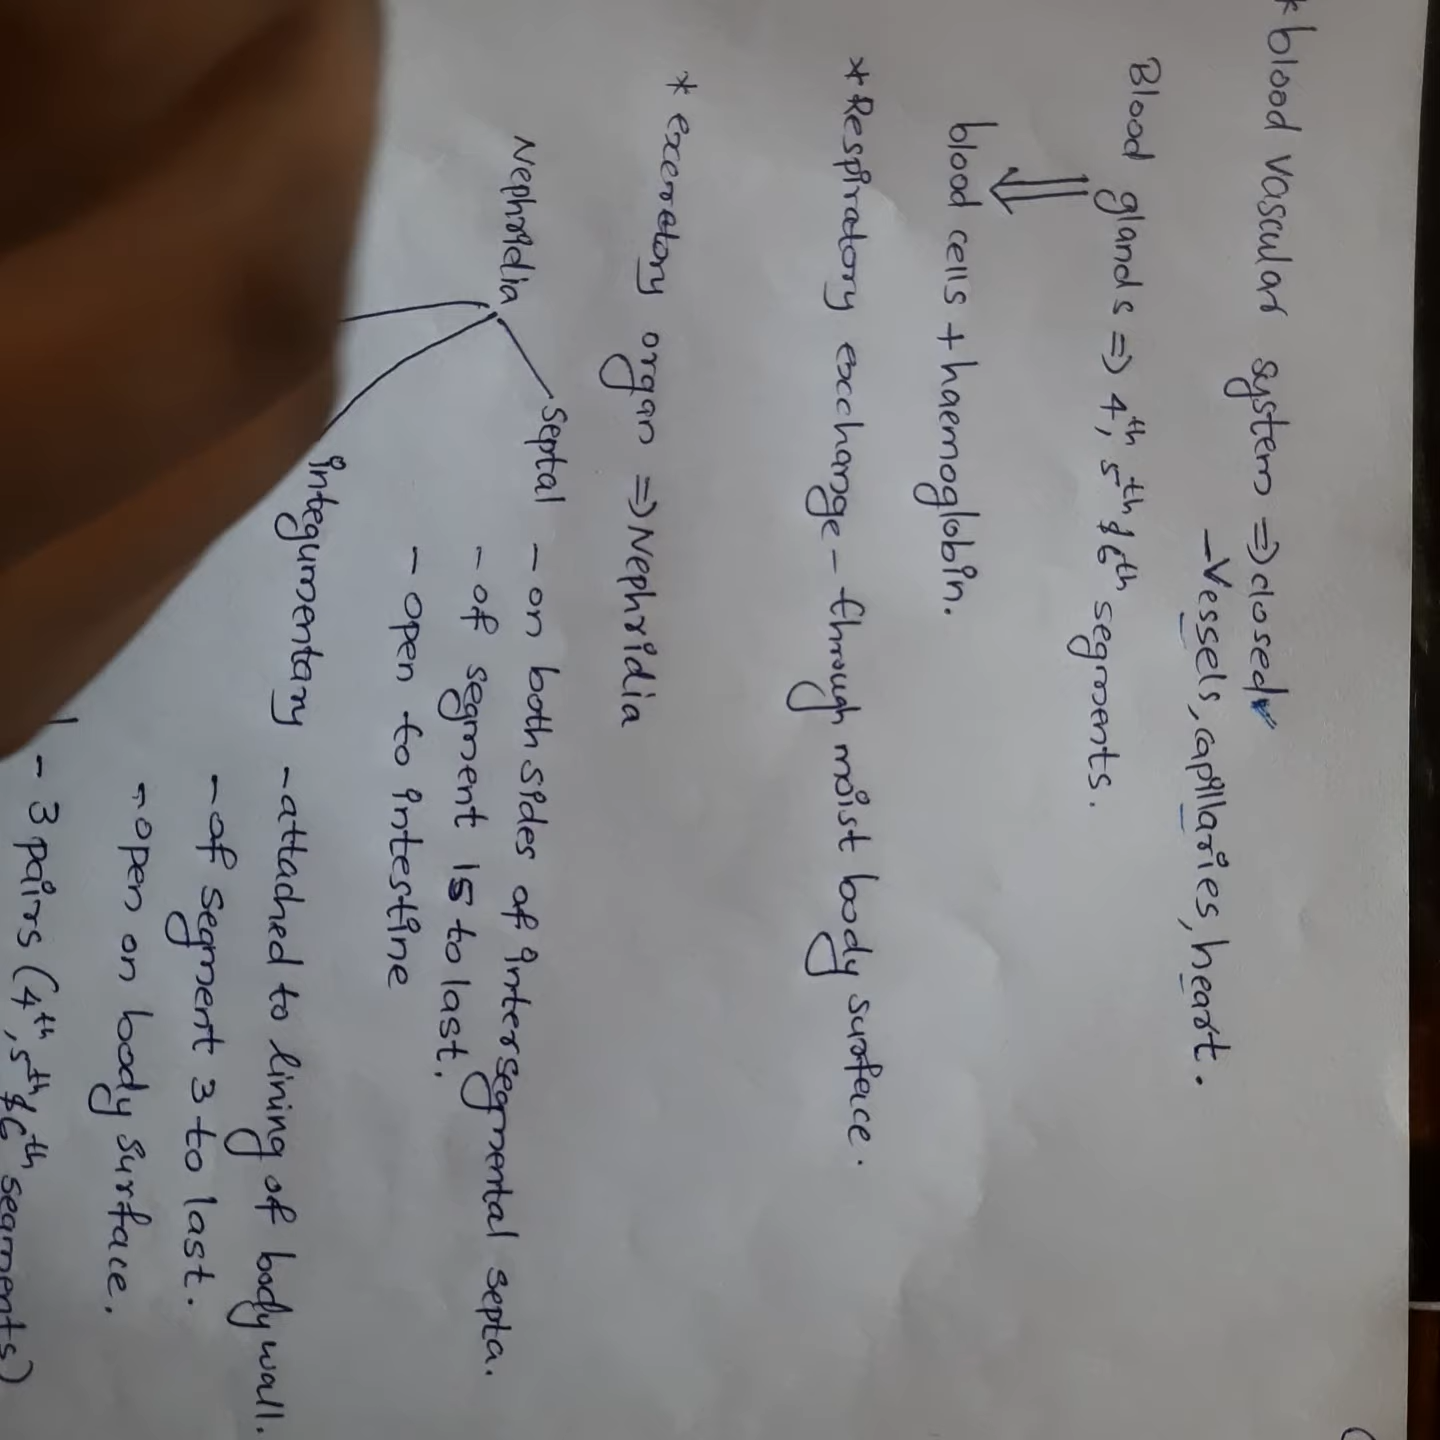 * blood vascular system ⇒ closed
- Vessels, capillaries, heart.
Blood glands ⇒ 4th, 5th & 6th segments.
⇓
blood cells + haemoglobin.
* Respiratory exchange - through moist body surface.
* excretory organ ⇒ Nephridia
Nephridia
Septal - on both sides of intersegmental septa.
- of segment 15 to last.
- open to intestine
integumentary - attached to lining of body wall.
- of segment 3 to last.
- open on body surface.
- 3 pairs (4th, 5th & 6th segments)